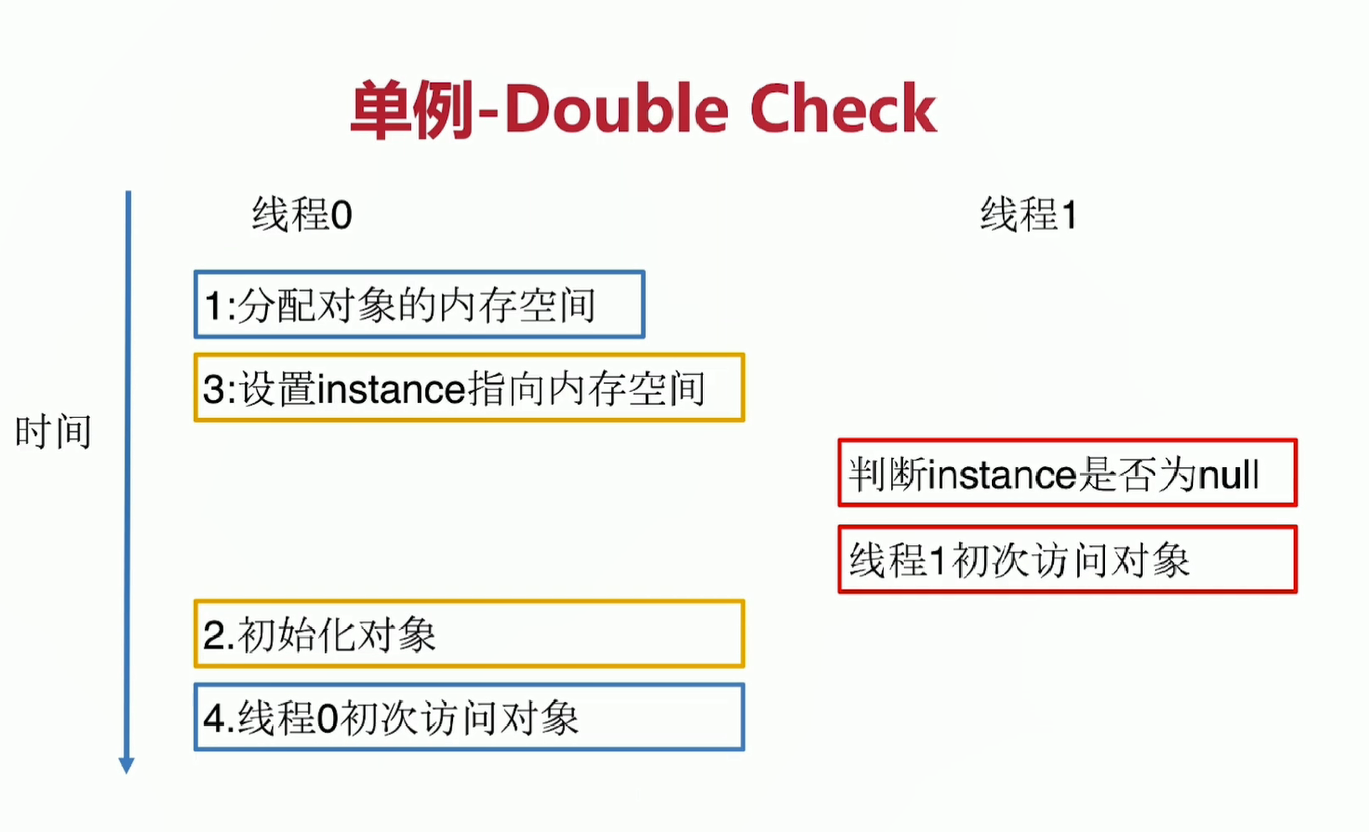 单例-Double Check
线程0
线程1
1:分配对象的内存空间
3:设置instance指向内存空间
时间
判断instance是否为null
线程1初次访问对象
2.初始化对象
4.线程0初次访问对象